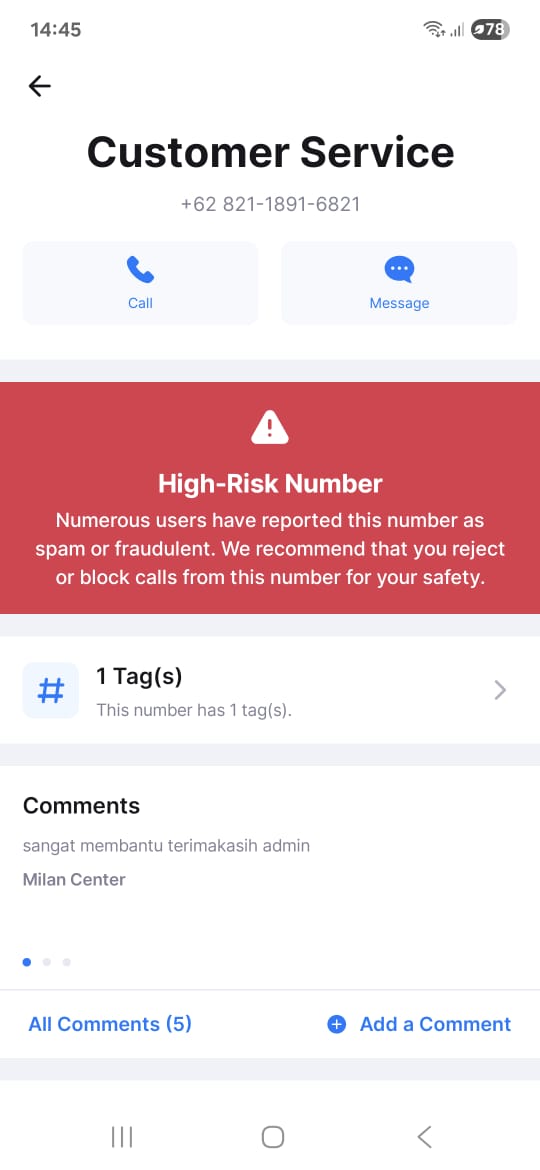 14:45
78
Customer Service
+62 821-1891-6821
Call
Message
High-Risk Number
Numerous users have reported this number as
spam or fraudulent. We recommend that you reject
or block calls from this number for your safety.
1 Tag(s)
This number has 1 tag(s).
Comments
sangat membantu terimakasih admin
Milan Center
All Comments (5)
Add a Comment